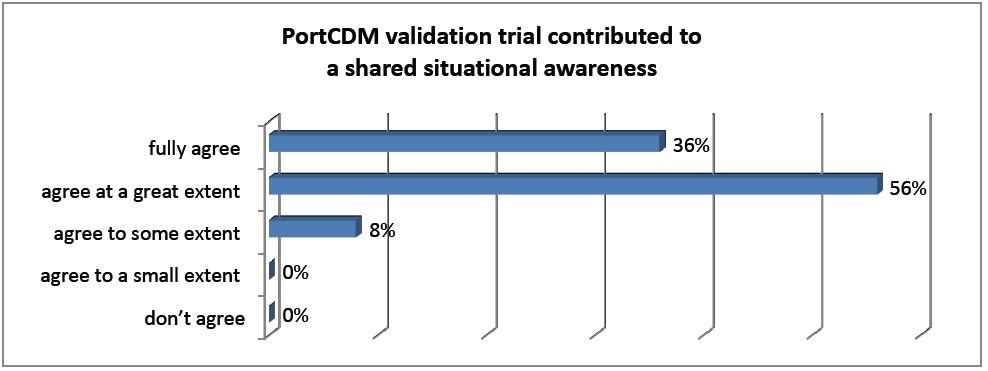 PortCDM validation trial contributed to
a shared situational awareness
fully agree 36%
agree at a great extent 56%
agree to some extent 8%
agree to a small extent 0%
don't agree 0%